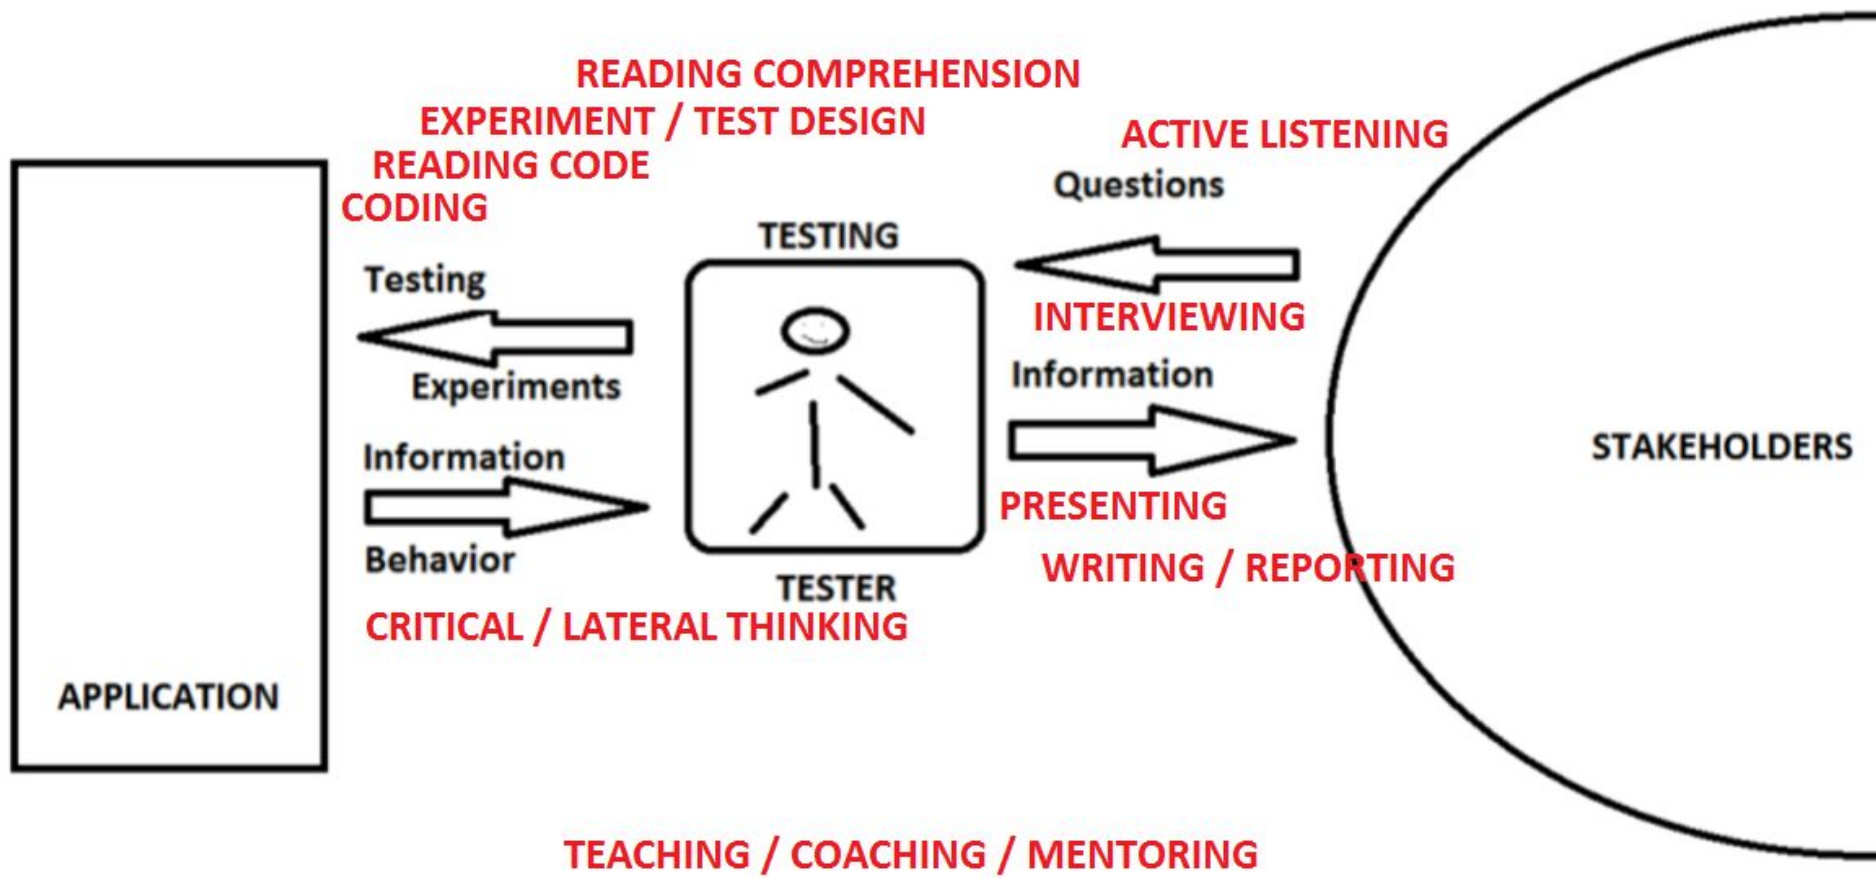 READING COMPREHENSION
EXPERIMENT / TEST DESIGN
READING CODE
CODING
ACTIVE LISTENING
Questions
TESTING
Testing
Experiments
INTERVIEWING
Information
Information
Behavior
STAKEHOLDERS
PRESENTING
WRITING / REPORTING
TESTER
CRITICAL / LATERAL THINKING
APPLICATION
TEACHING / COACHING / MENTORING